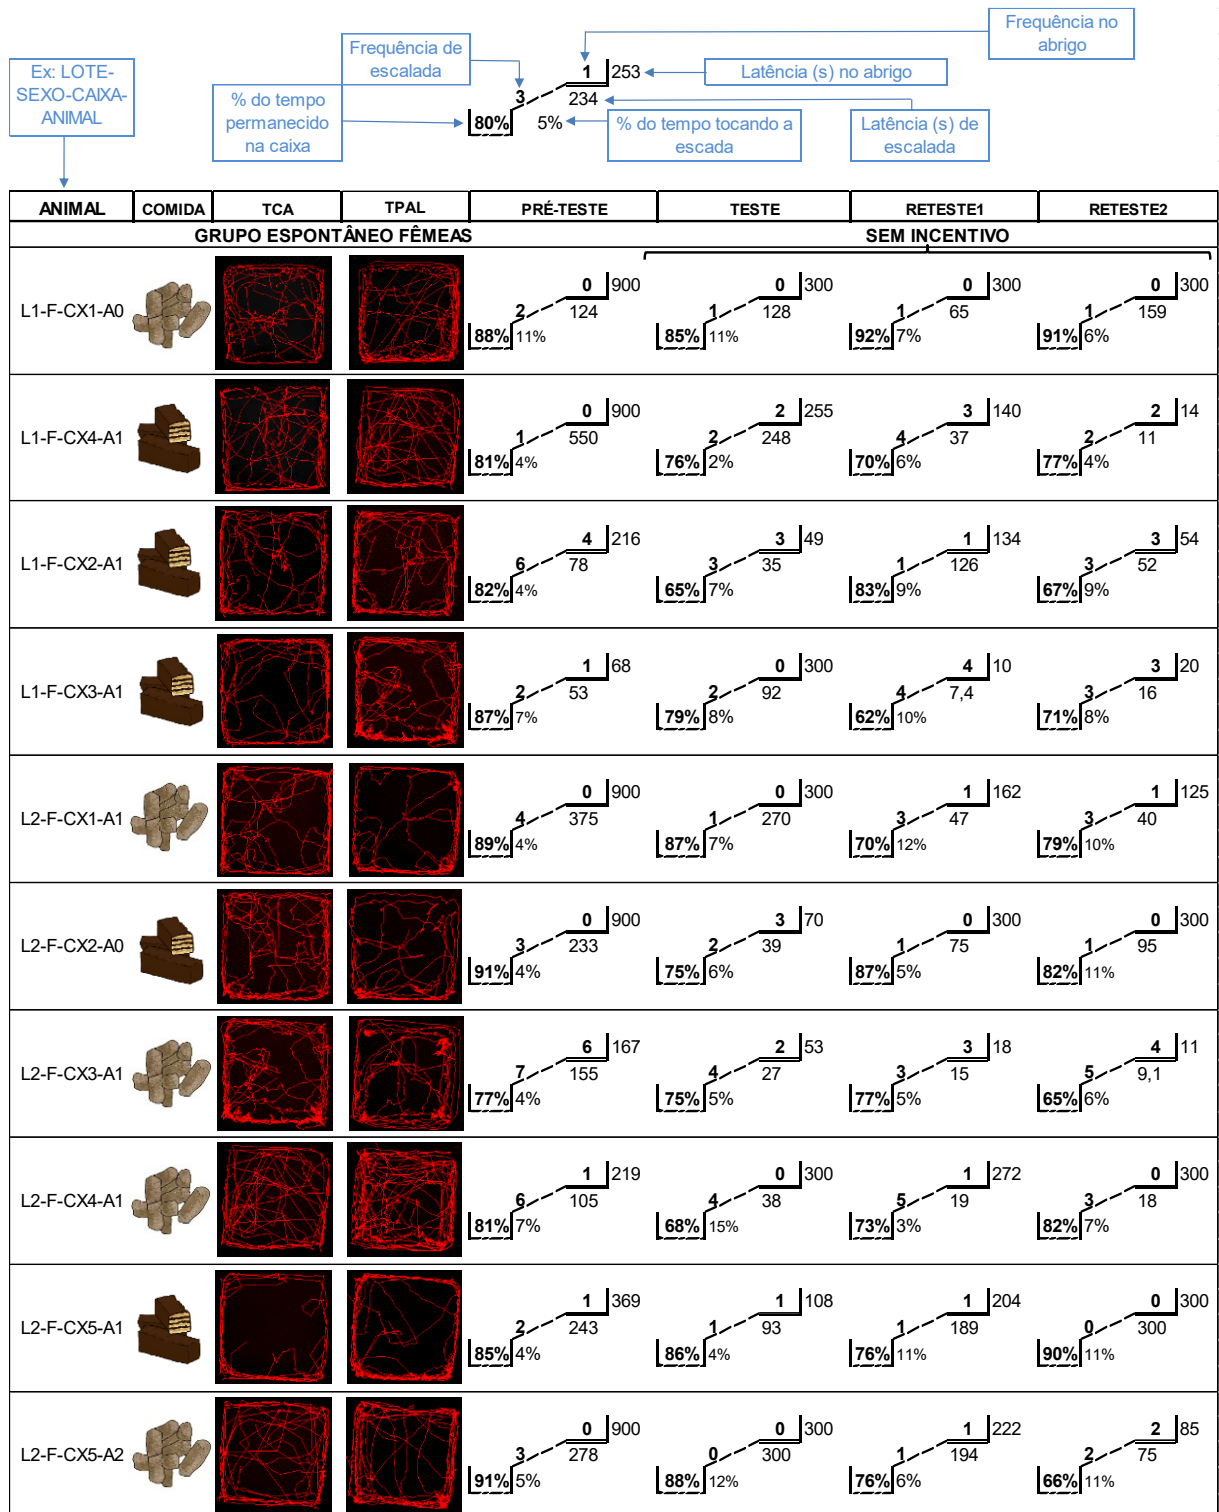 Frequência no
abrigo
Frequência de
escalada
1 253
Latência (s) no abrigo
Ex: LOTE-
SEXO-CAIXA-
ANIMAL
% do tempo
permanecido
na caixa
3 234
80% 5%
% do tempo tocando a
escada
Latência (s) de
escalada
ANIMAL COMIDA TCA TPAL PRÉ-TESTE TESTE RETESTE1 RETESTE2
GRUPO ESPONTÂNEO FÊMEAS SEM INCENTIVO
0 900 0 300 0 300 0 300
L1-F-CX1-A0 2 124 1 128 1 65 1 159
88% 11% 85% 11% 92% 7% 91% 6%
0 900 2 255 3 140 2 14
L1-F-CX4-A1 1 550 2 248 4 37 2 11
81% 4% 76% 2% 70% 6% 77% 4%
4 216 3 49 1 134 3 54
L1-F-CX2-A1 6 78 3 35 1 126 3 52
82% 4% 65% 7% 83% 9% 67% 9%
1 68 0 300 4 10 3 20
L1-F-CX3-A1 2 53 2 92 4 7,4 3 16
87% 7% 79% 8% 62% 10% 71% 8%
0 900 0 300 1 162 1 125
L2-F-CX1-A1 4 375 1 270 3 47 3 40
89% 4% 87% 7% 70% 12% 79% 10%
0 900 3 70 0 300 0 300
L2-F-CX2-A0 3 233 2 39 1 75 1 95
91% 4% 75% 6% 87% 5% 82% 11%
6 167 2 53 3 18 4 11
L2-F-CX3-A1 7 155 4 27 3 15 5 9,1
77% 4% 75% 5% 77% 5% 65% 6%
1 219 0 300 1 272 0 300
L2-F-CX4-A1 6 105 4 38 5 19 3 18
81% 7% 68% 15% 73% 3% 82% 7%
1 369 1 108 1 204 0 300
L2-F-CX5-A1 2 243 1 93 1 189 0 300
85% 4% 86% 4% 76% 11% 90% 11%
0 900 0 300 1 222 2 85
L2-F-CX5-A2 3 278 0 300 1 194 2 75
91% 5% 88% 12% 76% 6% 66% 11%